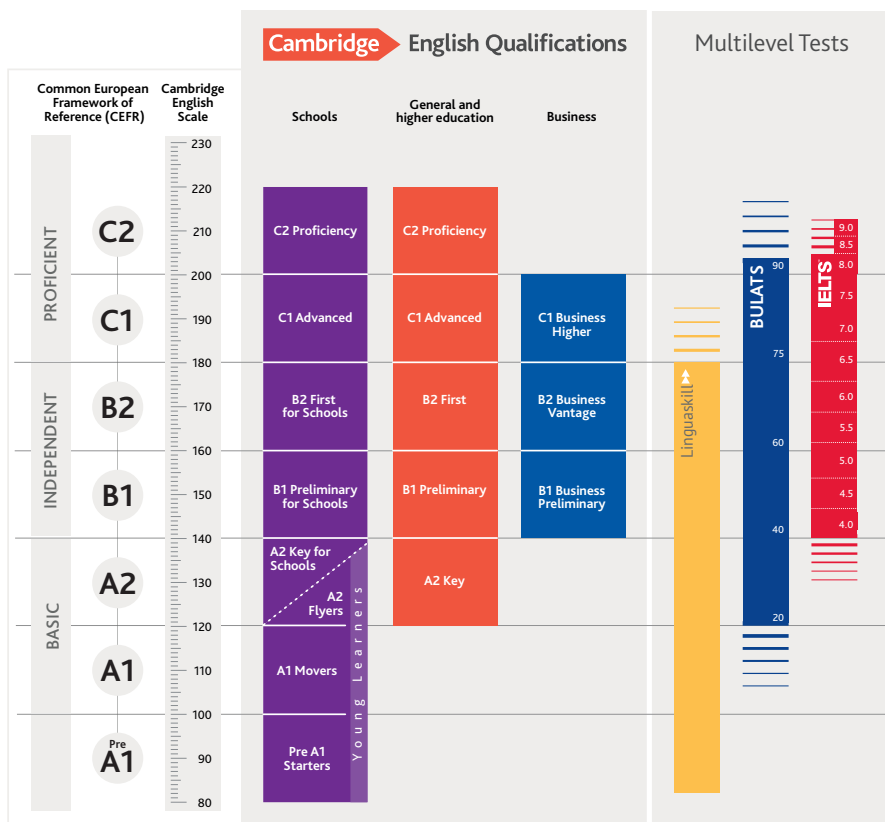 Cambridge English Qualifications
Multilevel Tests
Common European
Framework of
Reference (CEFR)
Cambridge
English
Scale
Schools
General and
higher education
Business
PROFICIENT
INDEPENDENT
BASIC
C2
C1
B2
B1
A2
A1
Pre
A1
230
220
210
200
190
180
170
160
150
140
130
120
110
100
90
80
C2 Proficiency
C1 Advanced
B2 First
for Schools
B1 Preliminary
for Schools
A2 Key for
Schools
A2
Flyers
A1 Movers
Pre A1
Starters
Young Learners
C2 Proficiency
C1 Advanced
B2 First
B1 Preliminary
A2 Key
C1 Business
Higher
B2 Business
Vantage
B1 Business
Preliminary
Linguaskill
BULATS
90
75
60
40
20
IELTS
9.0
8.5
8.0
7.5
7.0
6.5
6.0
5.5
5.0
4.5
4.0